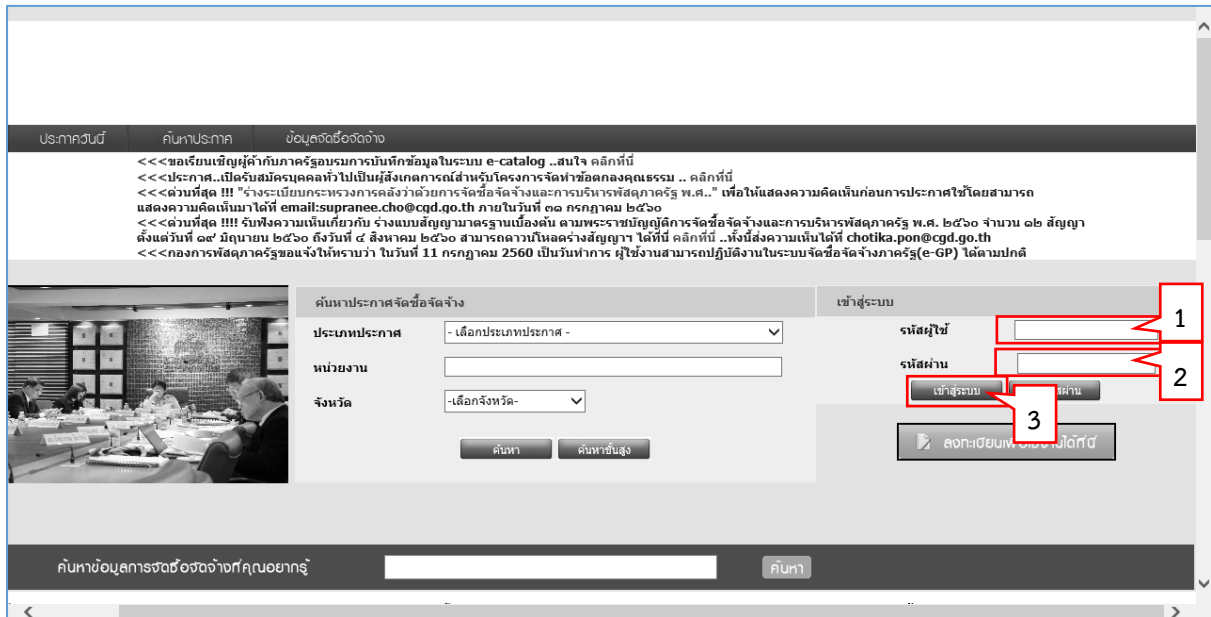 ประกาศวันนี้ ค้นหาประกาศ ข้อมูลจัดซื้อจัดจ้าง
<<<ขอเรียนเชิญผู้ค้ากับภาครัฐอบรมการบันทึกข้อมูลในระบบ e-catalog ..สนใจ คลิกที่นี่
<<<ประกาศ..เปิดรับสมัครบุคคลทั่วไปเป็นผู้สังเกตการณ์สำหรับโครงการจัดทำข้อตกลงคุณธรรม .. คลิกที่นี่
<<<ด่วนที่สุด !!! "ร่างระเบียบกระทรวงการคลังว่าด้วยการจัดซื้อจัดจ้างและการบริหารพัสดุภาครัฐ พ.ศ.." เพื่อให้แสดงความคิดเห็นก่อนการประกาศใช้โดยสามารถ
แสดงความคิดเห็นมาได้ที่ email:supranee.cho@cgd.go.th ภายในวันที่ ๓๑ กรกฎาคม ๒๕๖๐
<<<ด่วนที่สุด !!!! รับฟังความเห็นเกี่ยวกับ ร่างแบบสัญญามาตรฐานเบื้องต้น ตามพระราชบัญญัติการจัดซื้อจัดจ้างและการบริหารพัสดุภาครัฐ พ.ศ. ๒๕๖๐ จำนวน ๑๒ สัญญา
ตั้งแต่วันที่ ๑๙ มิถุนายน ๒๕๖๐ ถึงวันที่ ๔ สิงหาคม ๒๕๖๐ สามารถดาวน์โหลดร่างสัญญาฯ ได้ที่นี่ คลิกที่นี่ ..ทั้งนี้ส่งความเห็นได้ที่ chotika.pon@cgd.go.th
<<<กองการพัสดุภาครัฐขอแจ้งให้ทราบว่า ในวันที่ 11 กรกฎาคม 2560 เป็นวันทำการ ผู้ใช้งานสามารถปฏิบัติงานในระบบจัดซื้อจัดจ้างภาครัฐ(e-GP) ได้ตามปกติ
ค้นหาประกาศจัดซื้อจัดจ้าง
ประเภทประกาศ - เลือกประเภทประกาศ -
หน่วยงาน
จังหวัด -เลือกจังหวัด-
ค้นหา ค้นหาขั้นสูง
เข้าสู่ระบบ
รหัสผู้ใช้ 1
รหัสผ่าน 2
เข้าสู่ระบบ 3
ค้นหาข้อมูลการจัดซื้อจัดจ้างที่คุณอยากรู้ ค้นหา